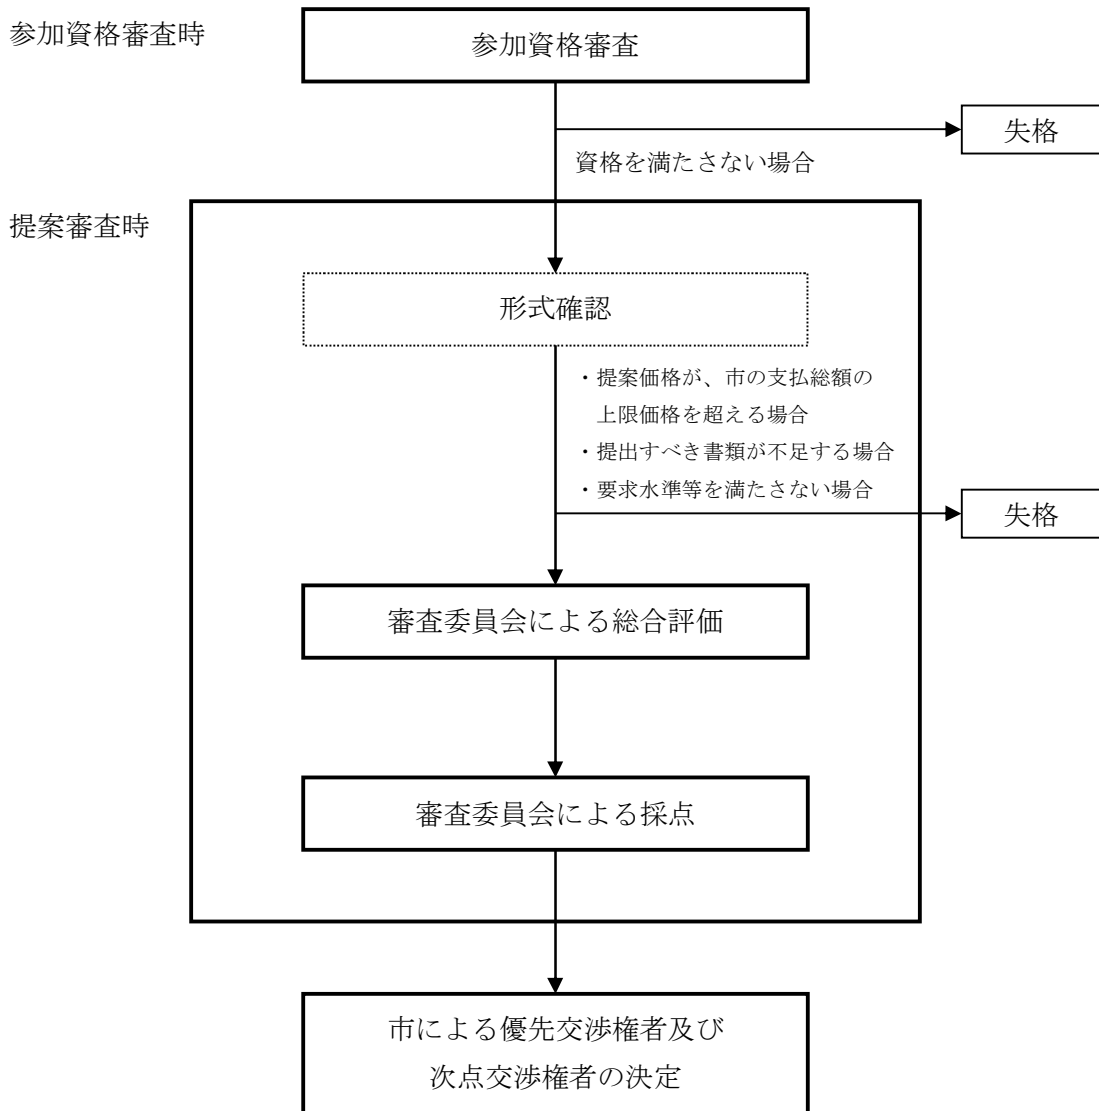 参加資格審査時
参加資格審査
失格
資格を満たさない場合
提案審査時
形式確認
・提案価格が、市の支払総額の
上限価格を超える場合
・提出すべき書類が不足する場合
・要求水準等を満たさない場合
失格
審査委員会による総合評価
審査委員会による採点
市による優先交渉権者及び
次点交渉権者の決定